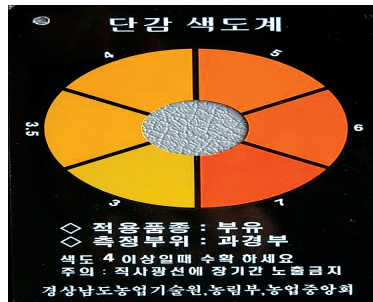 단감 색도계
4 5
3.5 6
3 7
◇ 적용품종 : 부유
◇ 측정부위 : 과경부
색도 4 이상일때 수확 하세요
주의 : 직사광선에 장기간 노출금지
경상남도농업기술원,농림부,농업중앙회